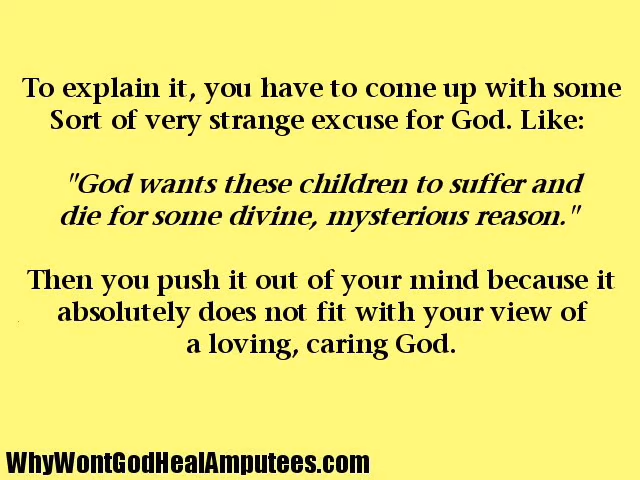 To explain it, you have to come up with some
Sort of very strange excuse for God. Like:
"God wants these children to suffer and
die for some divine, mysterious reason."
Then you push it out of your mind because it
absolutely does not fit with your view of
a loving, caring God.
WhyWontGodHealAmputees.com